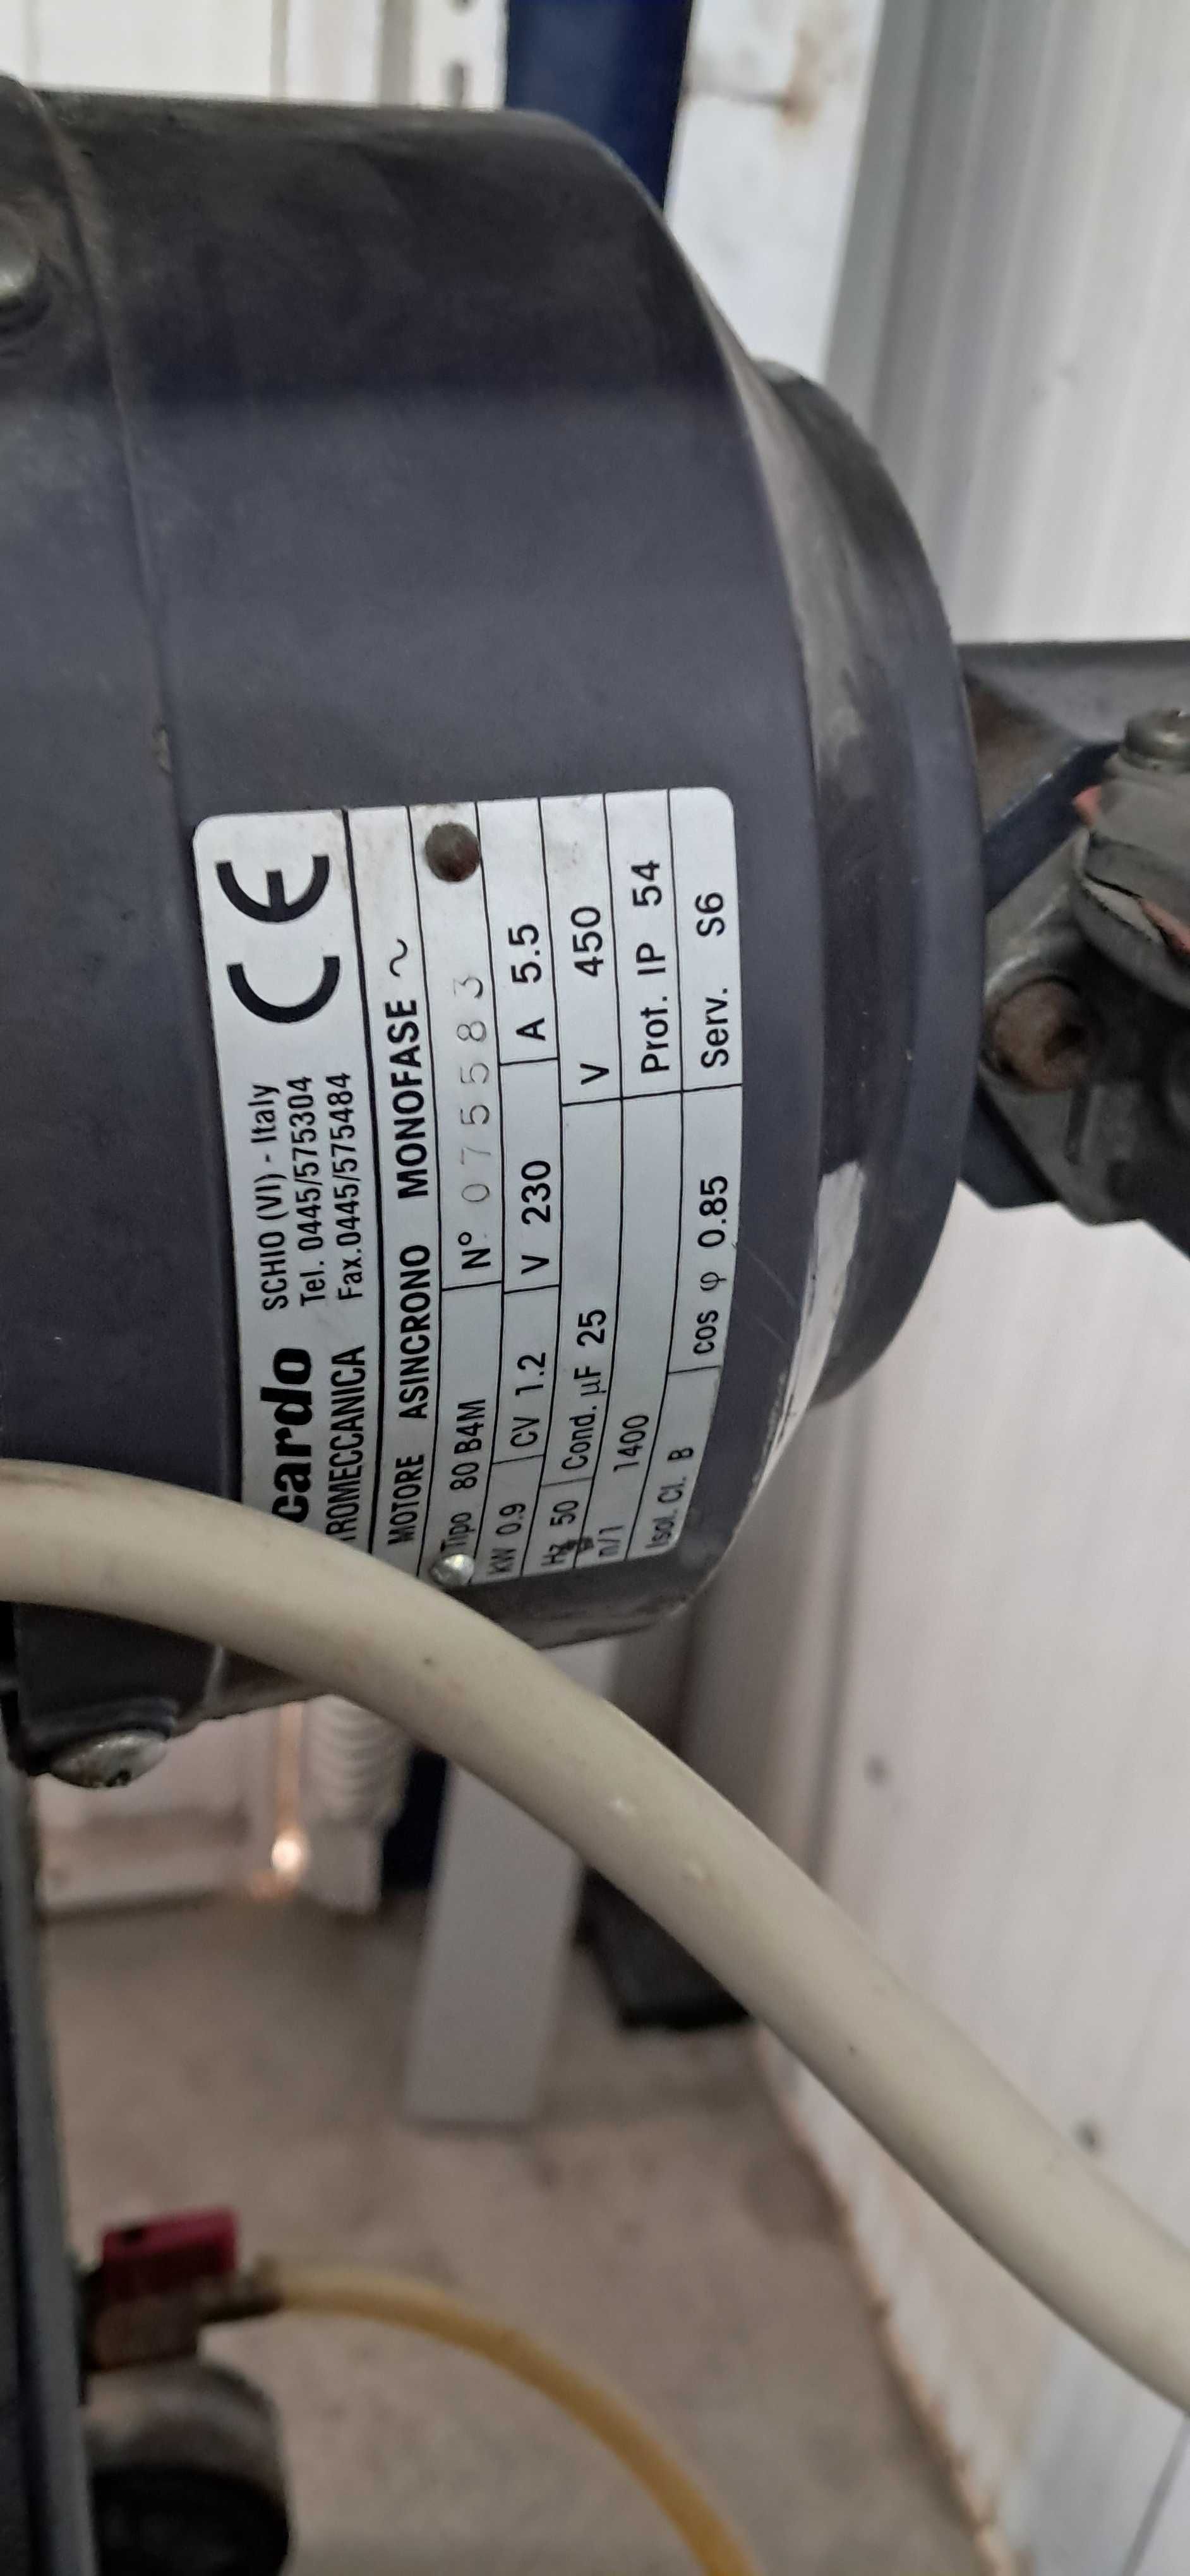 cardo SCHIO (VI) - Italy
Tel. 0445/575304
ROMECCANICA Fax.0445/575484
CE
MOTORE ASINCRONO MONOFASE ~
Tipo 80 B4M N° 0755583
kW 0.9 CV 1.2 V 230 A 5.5
Hz 50 Cond. µF 25 V 450
n/1 1400 Prot. IP 54
Isol. Cl. B cos φ 0.85 Serv. S6